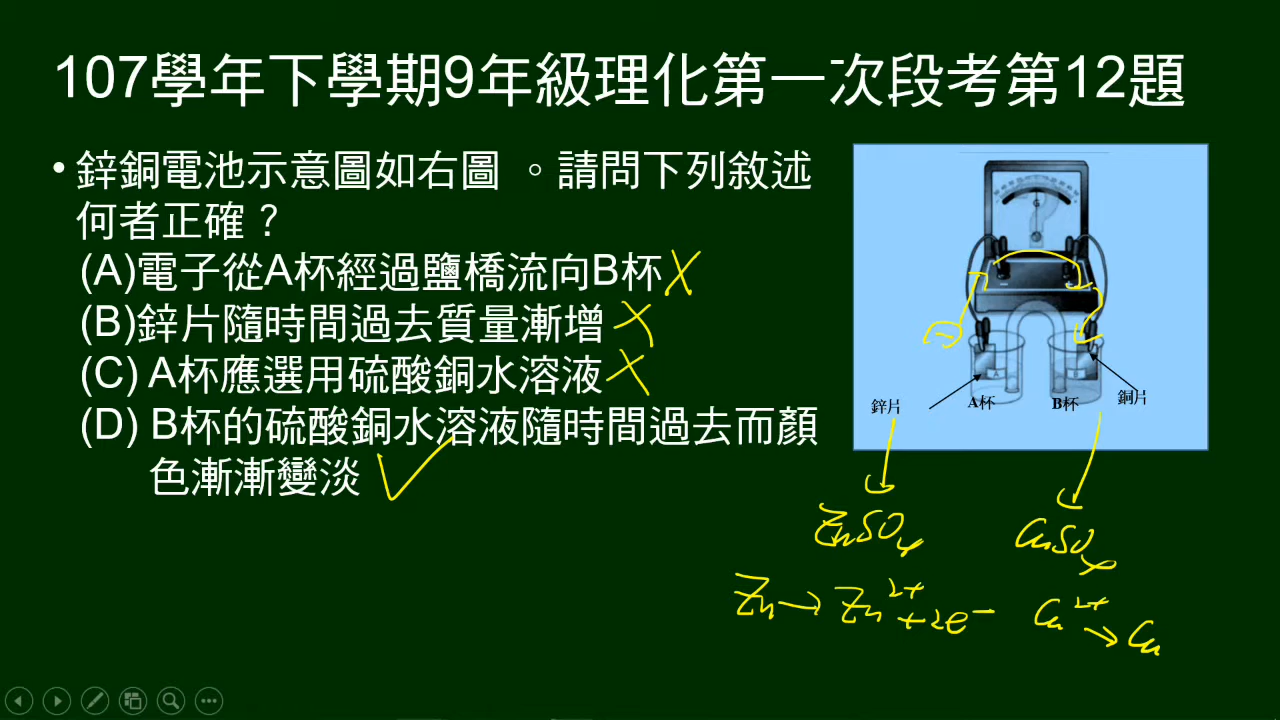 107學年下學期9年級理化第一次段考第12題
• 鋅銅電池示意圖如右圖 。請問下列敘述
何者正確？
(A)電子從A杯經過鹽橋流向B杯 X
(B)鋅片隨時間過去質量漸增 X
(C) A杯應選用硫酸銅水溶液 X
(D) B杯的硫酸銅水溶液隨時間過去而顏
色漸漸變淡 ✓
G
A B
鋅片 A杯 B杯 銅片
ZnSO4 CuSO4
Zn → Zn2+ +2e− Cu2+ → Cu